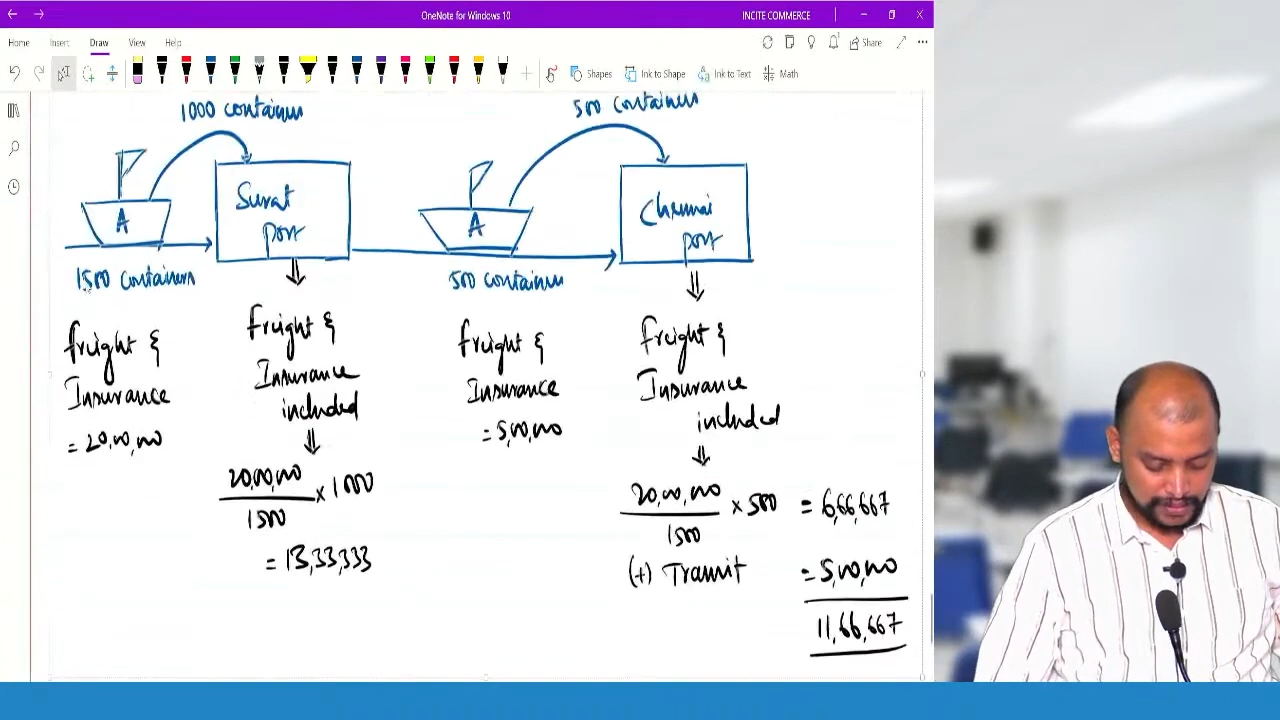 OneNote for Windows 10
INCITE COMMERCE
Home Insert Draw View Help
Share
Shapes
Ink to Shape
Ink to Text
Math
1000 containers
500 containers
A
Surat
port
A
Chennai
port
1500 containers
500 containers
freight &
Insurance
= 20,00,000
freight &
Insurance
included
20,00,000 × 1000
1500
= 13,33,333
freight &
Insurance
= 5,00,000
freight &
Insurance
included
20,00,000 × 500 = 6,66,667
1500
(+) Transit = 5,00,000
11,66,667